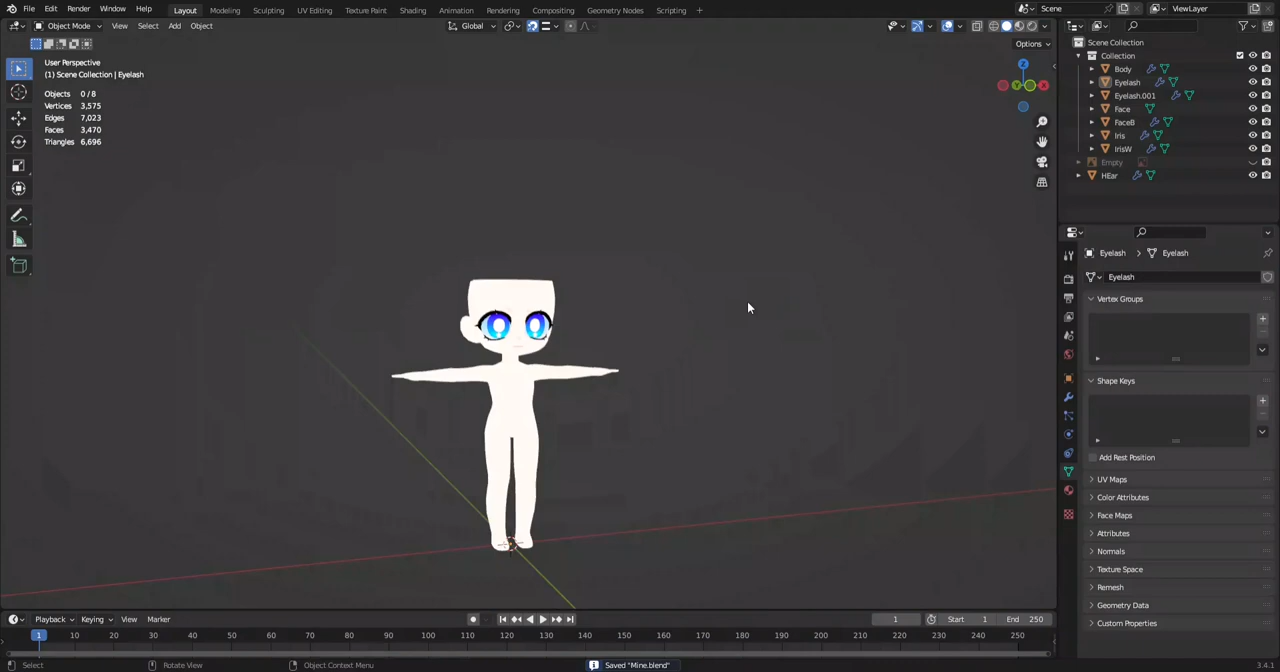 File Edit Render Window Help Layout Modeling Sculpting UV Editing Texture Paint Shading Animation Rendering Compositing Geometry Nodes Scripting + Scene ViewLayer
Object Mode View Select Add Object Global
Options
User Perspective
(1) Scene Collection | Eyelash
Objects 0/8
Vertices 3,575
Edges 7,023
Faces 3,470
Triangles 6,696
Z
Y
X
Scene Collection
Collection
Body
Eyelash
Eyelash.001
Face
FaceB
Iris
IrisW
Empty
HEar
Eyelash > Eyelash
Eyelash
Vertex Groups
Shape Keys
Add Rest Position
UV Maps
Color Attributes
Face Maps
Attributes
Normals
Texture Space
Remesh
Geometry Data
Custom Properties
Playback Keying View Marker 1 Start 1 End 250
1 10 20 30 40 50 60 70 80 90 100 110 120 130 140 150 160 170 180 190 200 210 220 230 240 250
Select Rotate View Object Context Menu Saved "Mine.blend" 3.4.1